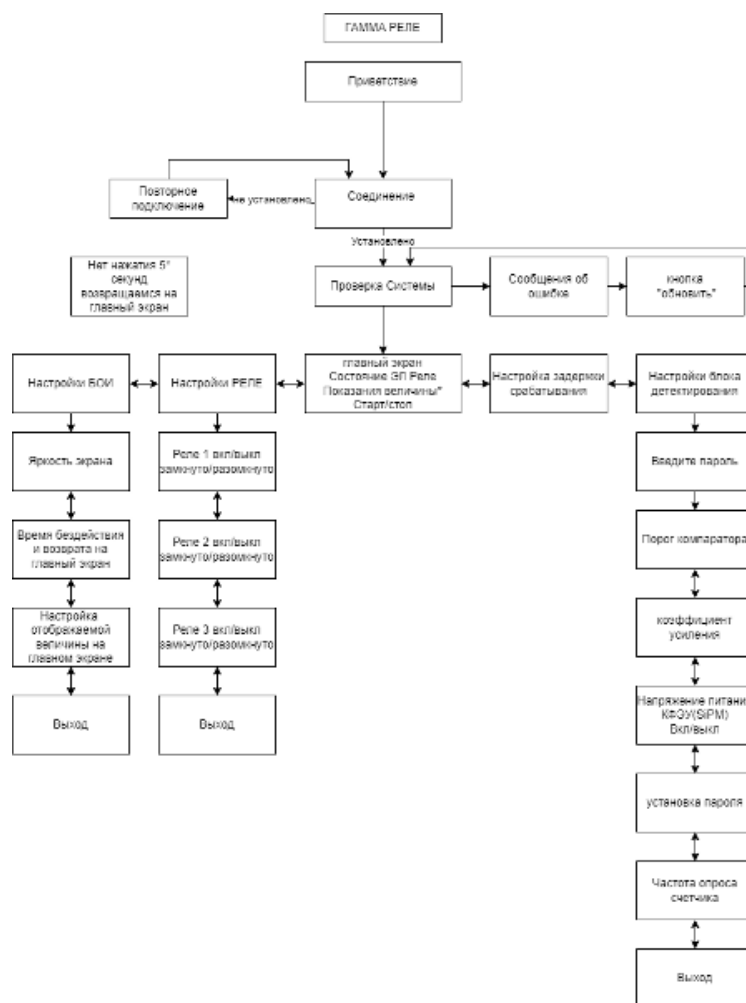 ГАММА РЕЛЕ
Приветствие
Повторное
подключение
не установлено
Соединение
Установлено
Нет нажатия 5*
секунд
возвращаемся на
главный экран
Проверка Системы
Сообщения об
ошибке
кнопка
"обновить"
Настройки БОИ
Настройки РЕЛЕ
главный экран
Состояние ЭП Реле
Показания величины*
Старт/стоп
Настройка задержки
срабатывания
Настройки блока
детектирования
Яркость экрана
Реле 1 вкл/выкл
замкнуто/разомкнуто
Введите пароль
Время бездействия
и возврата на
главный экран
Реле 2 вкл/выкл
замкнуто/разомкнуто
Порог компаратора
Настройка
отображаемой
величины на
главном экране
Реле 3 вкл/выкл
замкнуто/разомкнуто
коэффициент
усиления
Выход
Выход
Напряжение питани
КФЭУ(SiPM)
Вкл/выкл
установка пароля
Частота опроса
счетчика
Выход